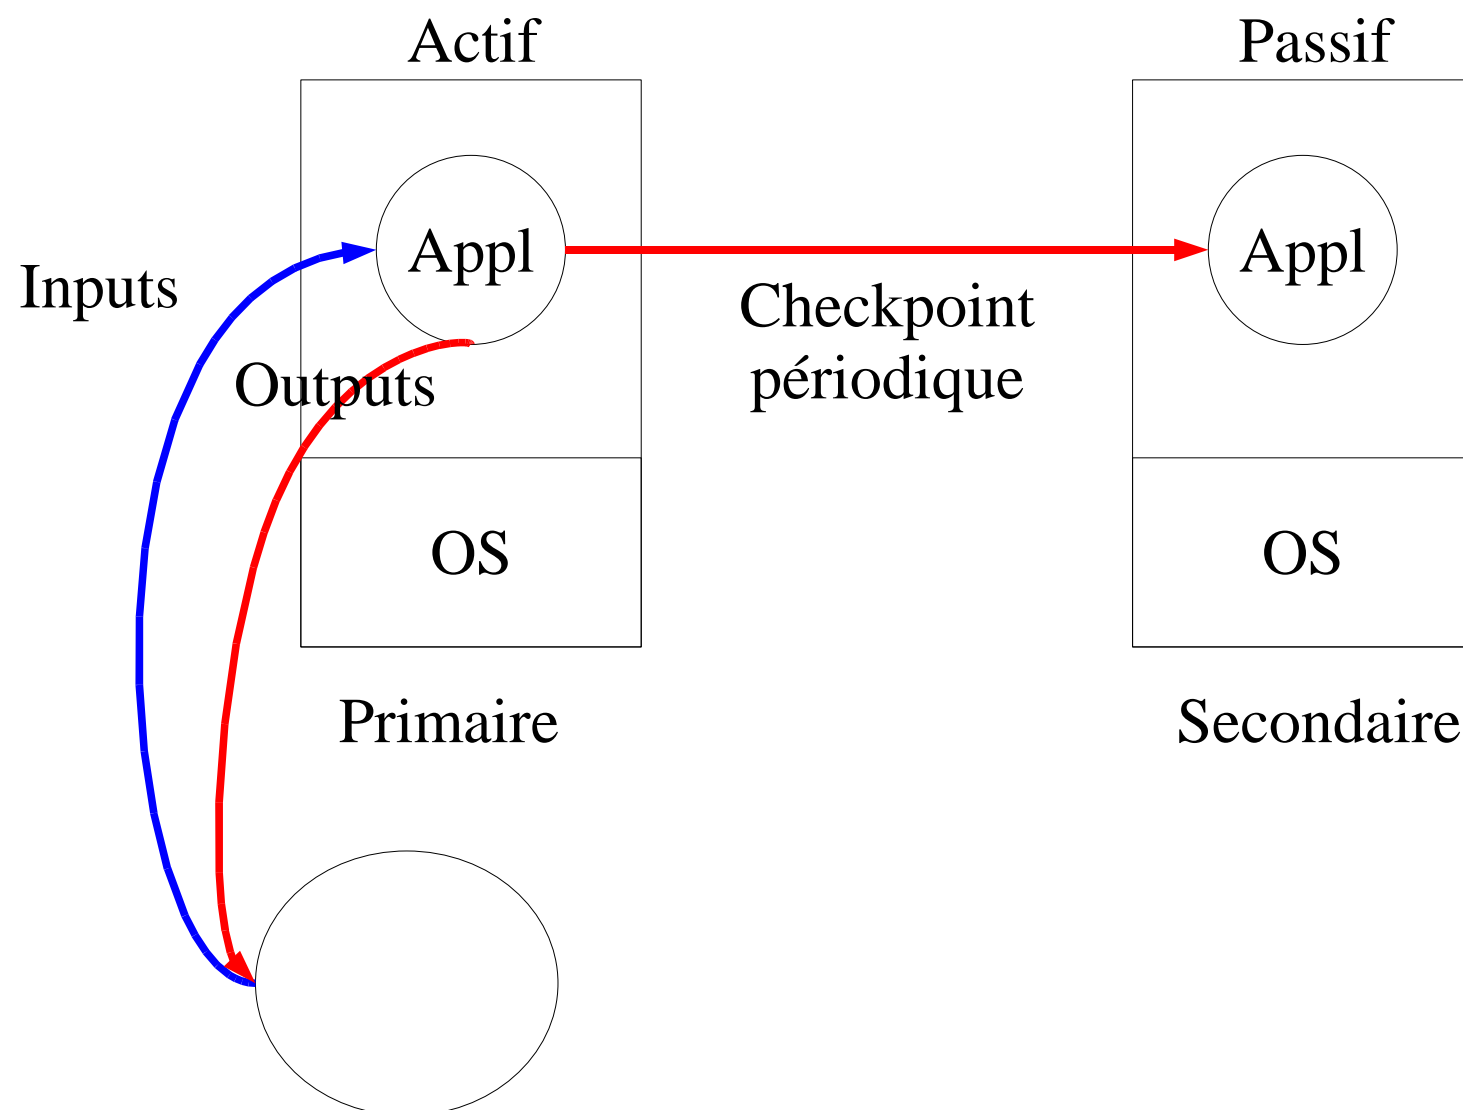 Actif
Passif
Appl
Appl
Inputs
Checkpoint
périodique
Outputs
OS
OS
Primaire
Secondaire